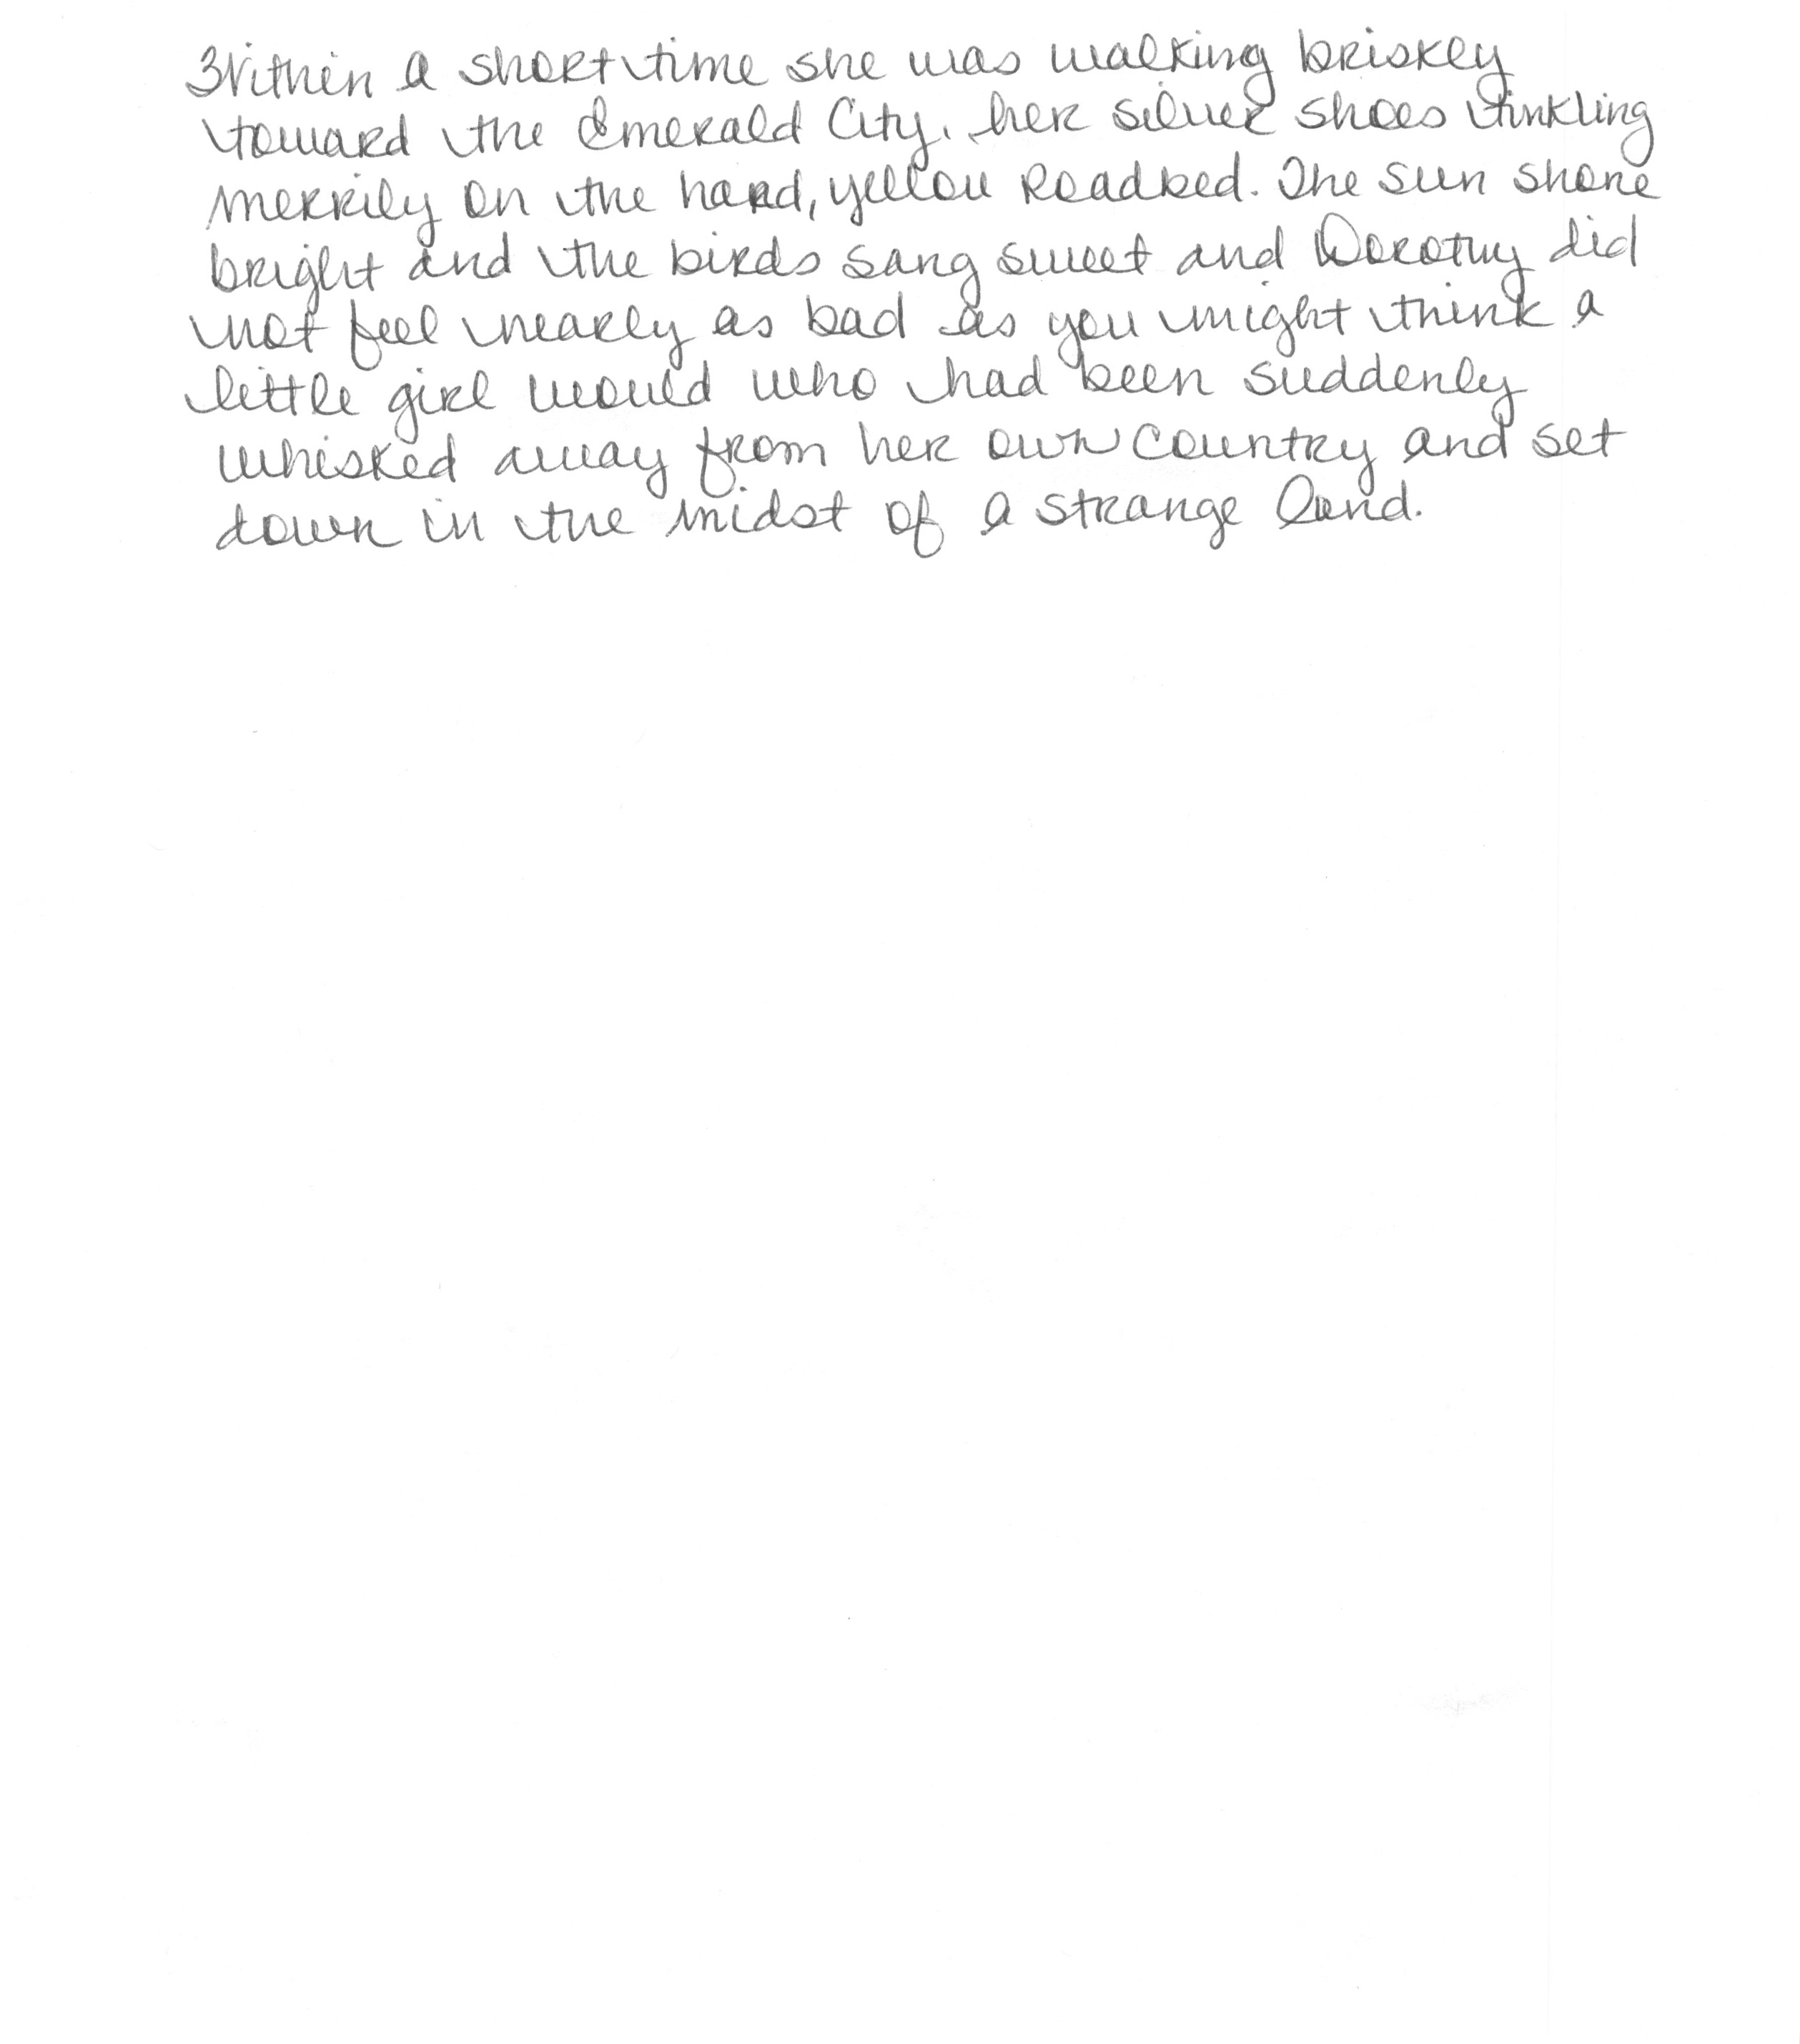 Within a short time she was walking briskly
toward the Emerald City, her silver shoes tinkling
merrily on the hard, yellow roadbed. The sun shone
bright and the birds sang sweet and Dorothy did
not feel nearly as bad as you might think a
little girl would who had been suddenly
whisked away from her own country and set
down in the midst of a strange land.